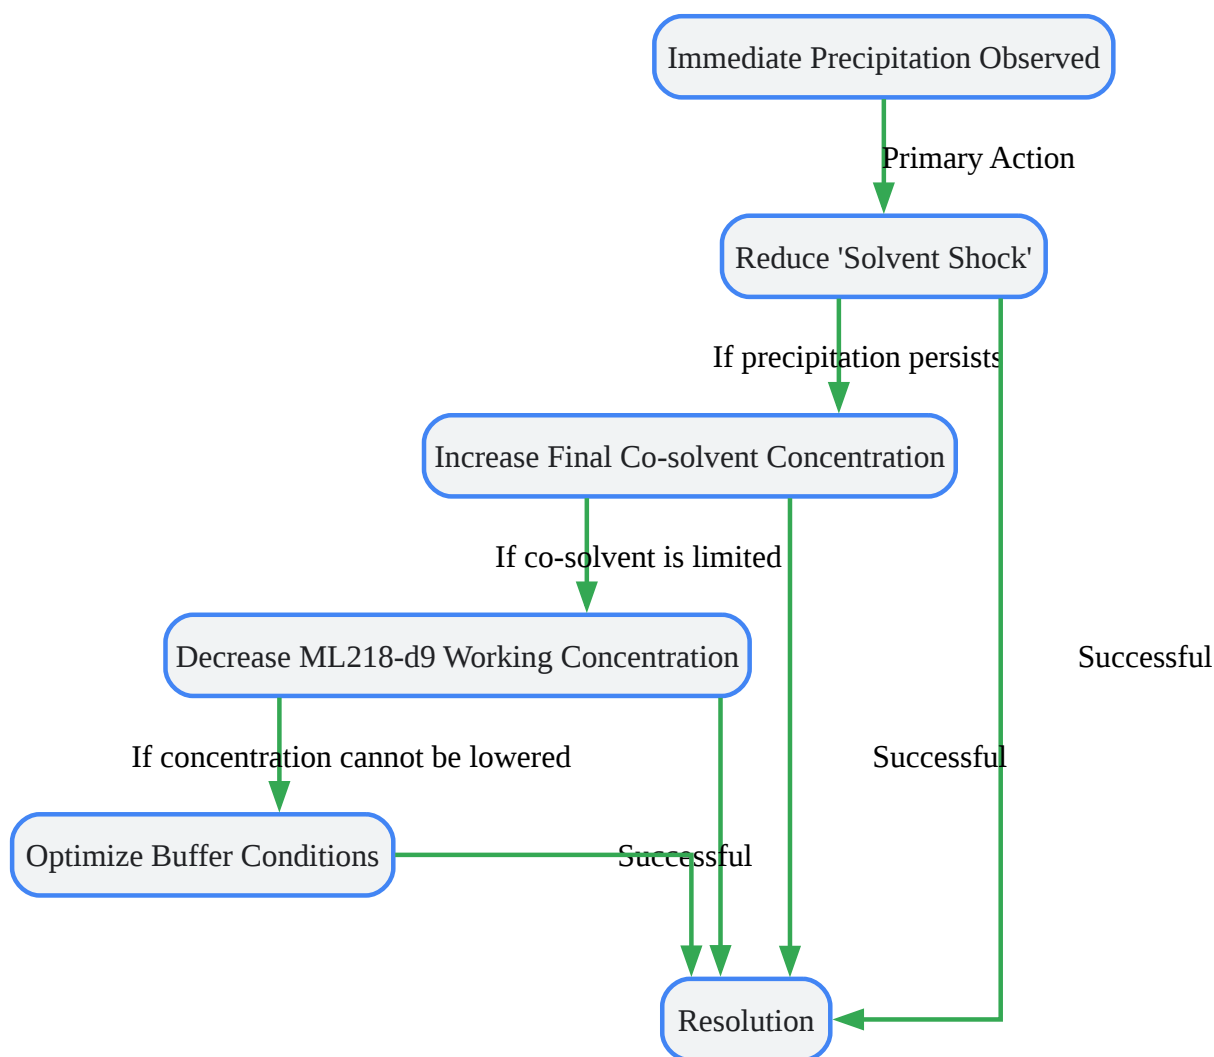 Immediate Precipitation Observed
Primary Action
Reduce 'Solvent Shock'
If precipitation persists
Increase Final Co-solvent Concentration
If co-solvent is limited
Decrease ML218-d9 Working Concentration
Successful
If concentration cannot be lowered
Successful
Optimize Buffer Conditions
Successful
Resolution